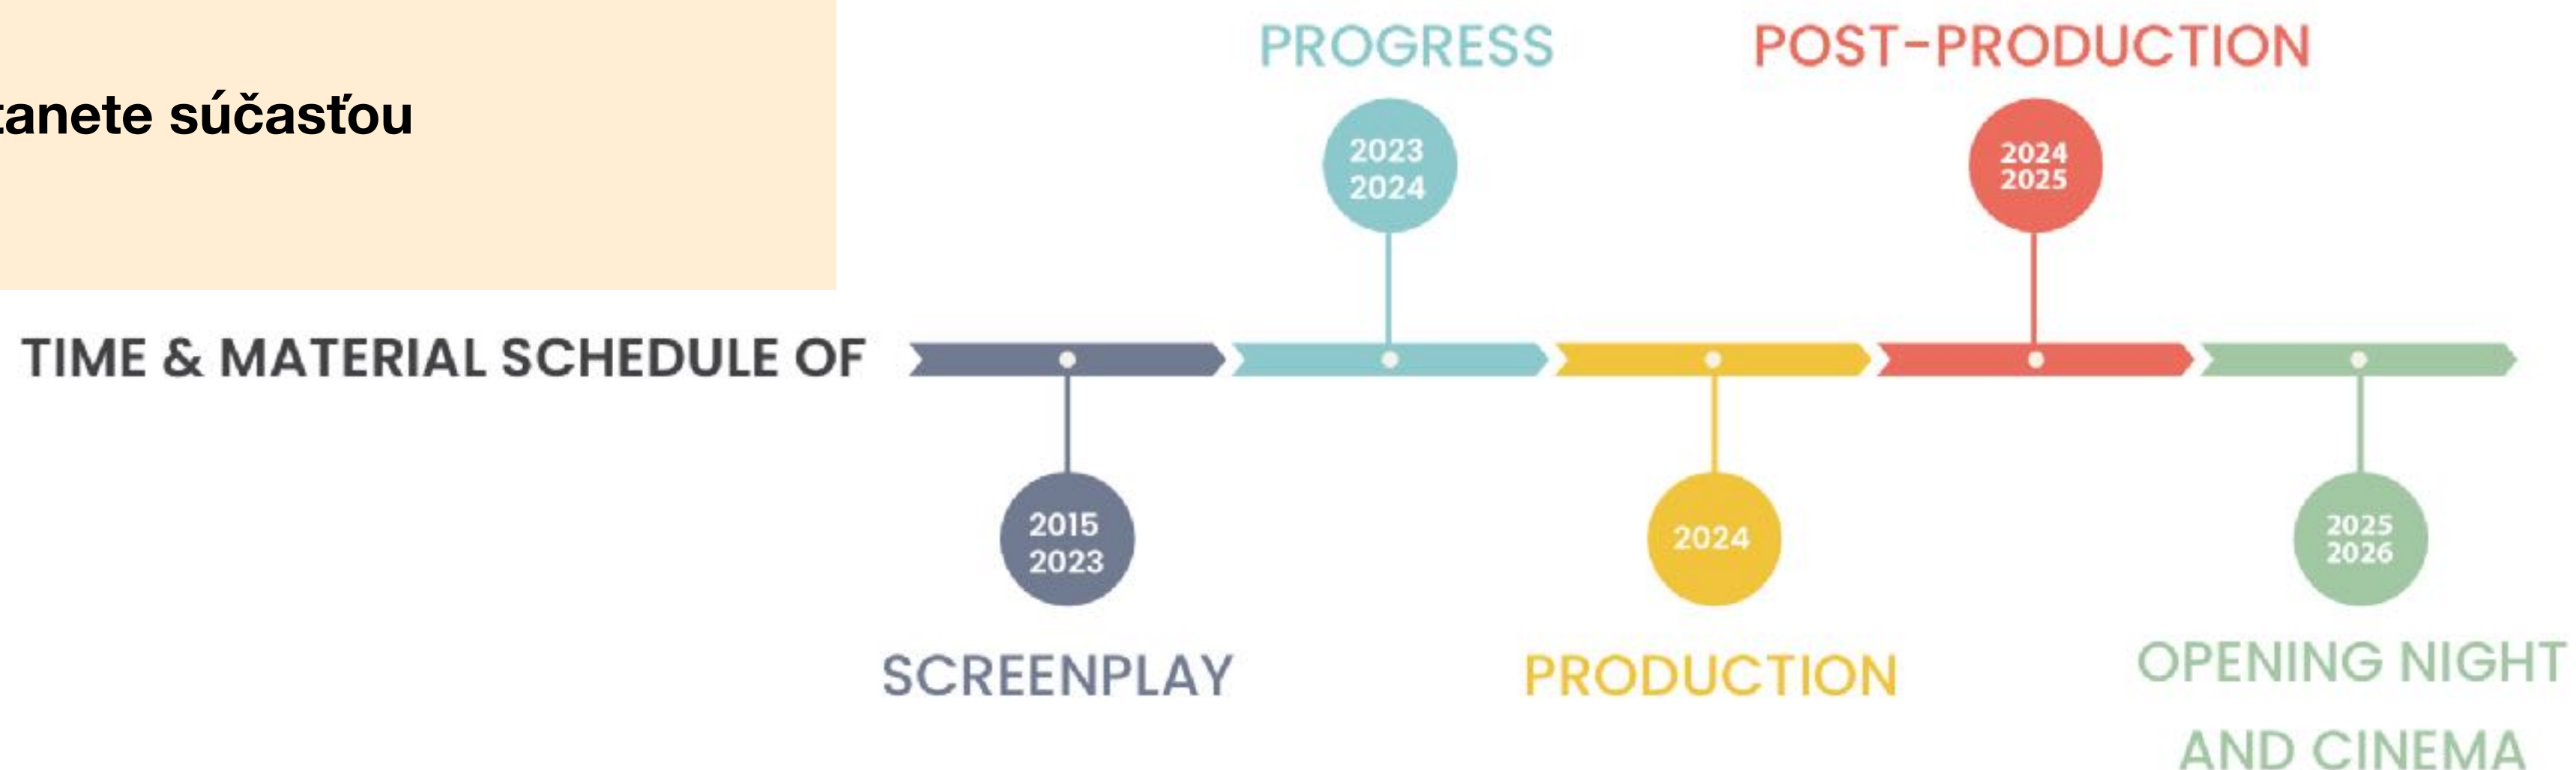 súčasťou
TIME & MATERIAL SCHEDULE OF
2015
2023
SCREENPLAY
PROGRESS
2023
2024
2024
PRODUCTION
POST-PRODUCTION
2024
2025
2025
2026
OPENING NIGHT
AND CINEMA